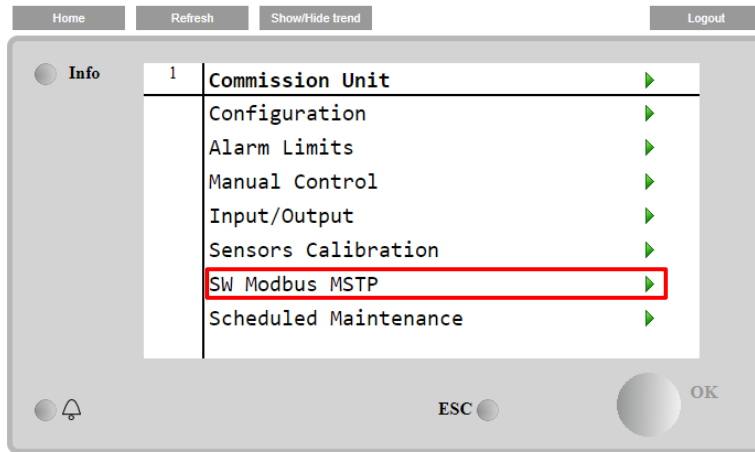 Home Refresh Show/Hide trend Logout
Info
1 Commission Unit
Configuration
Alarm Limits
Manual Control
Input/Output
Sensors Calibration
SW Modbus MSTP
Scheduled Maintenance
ESC OK